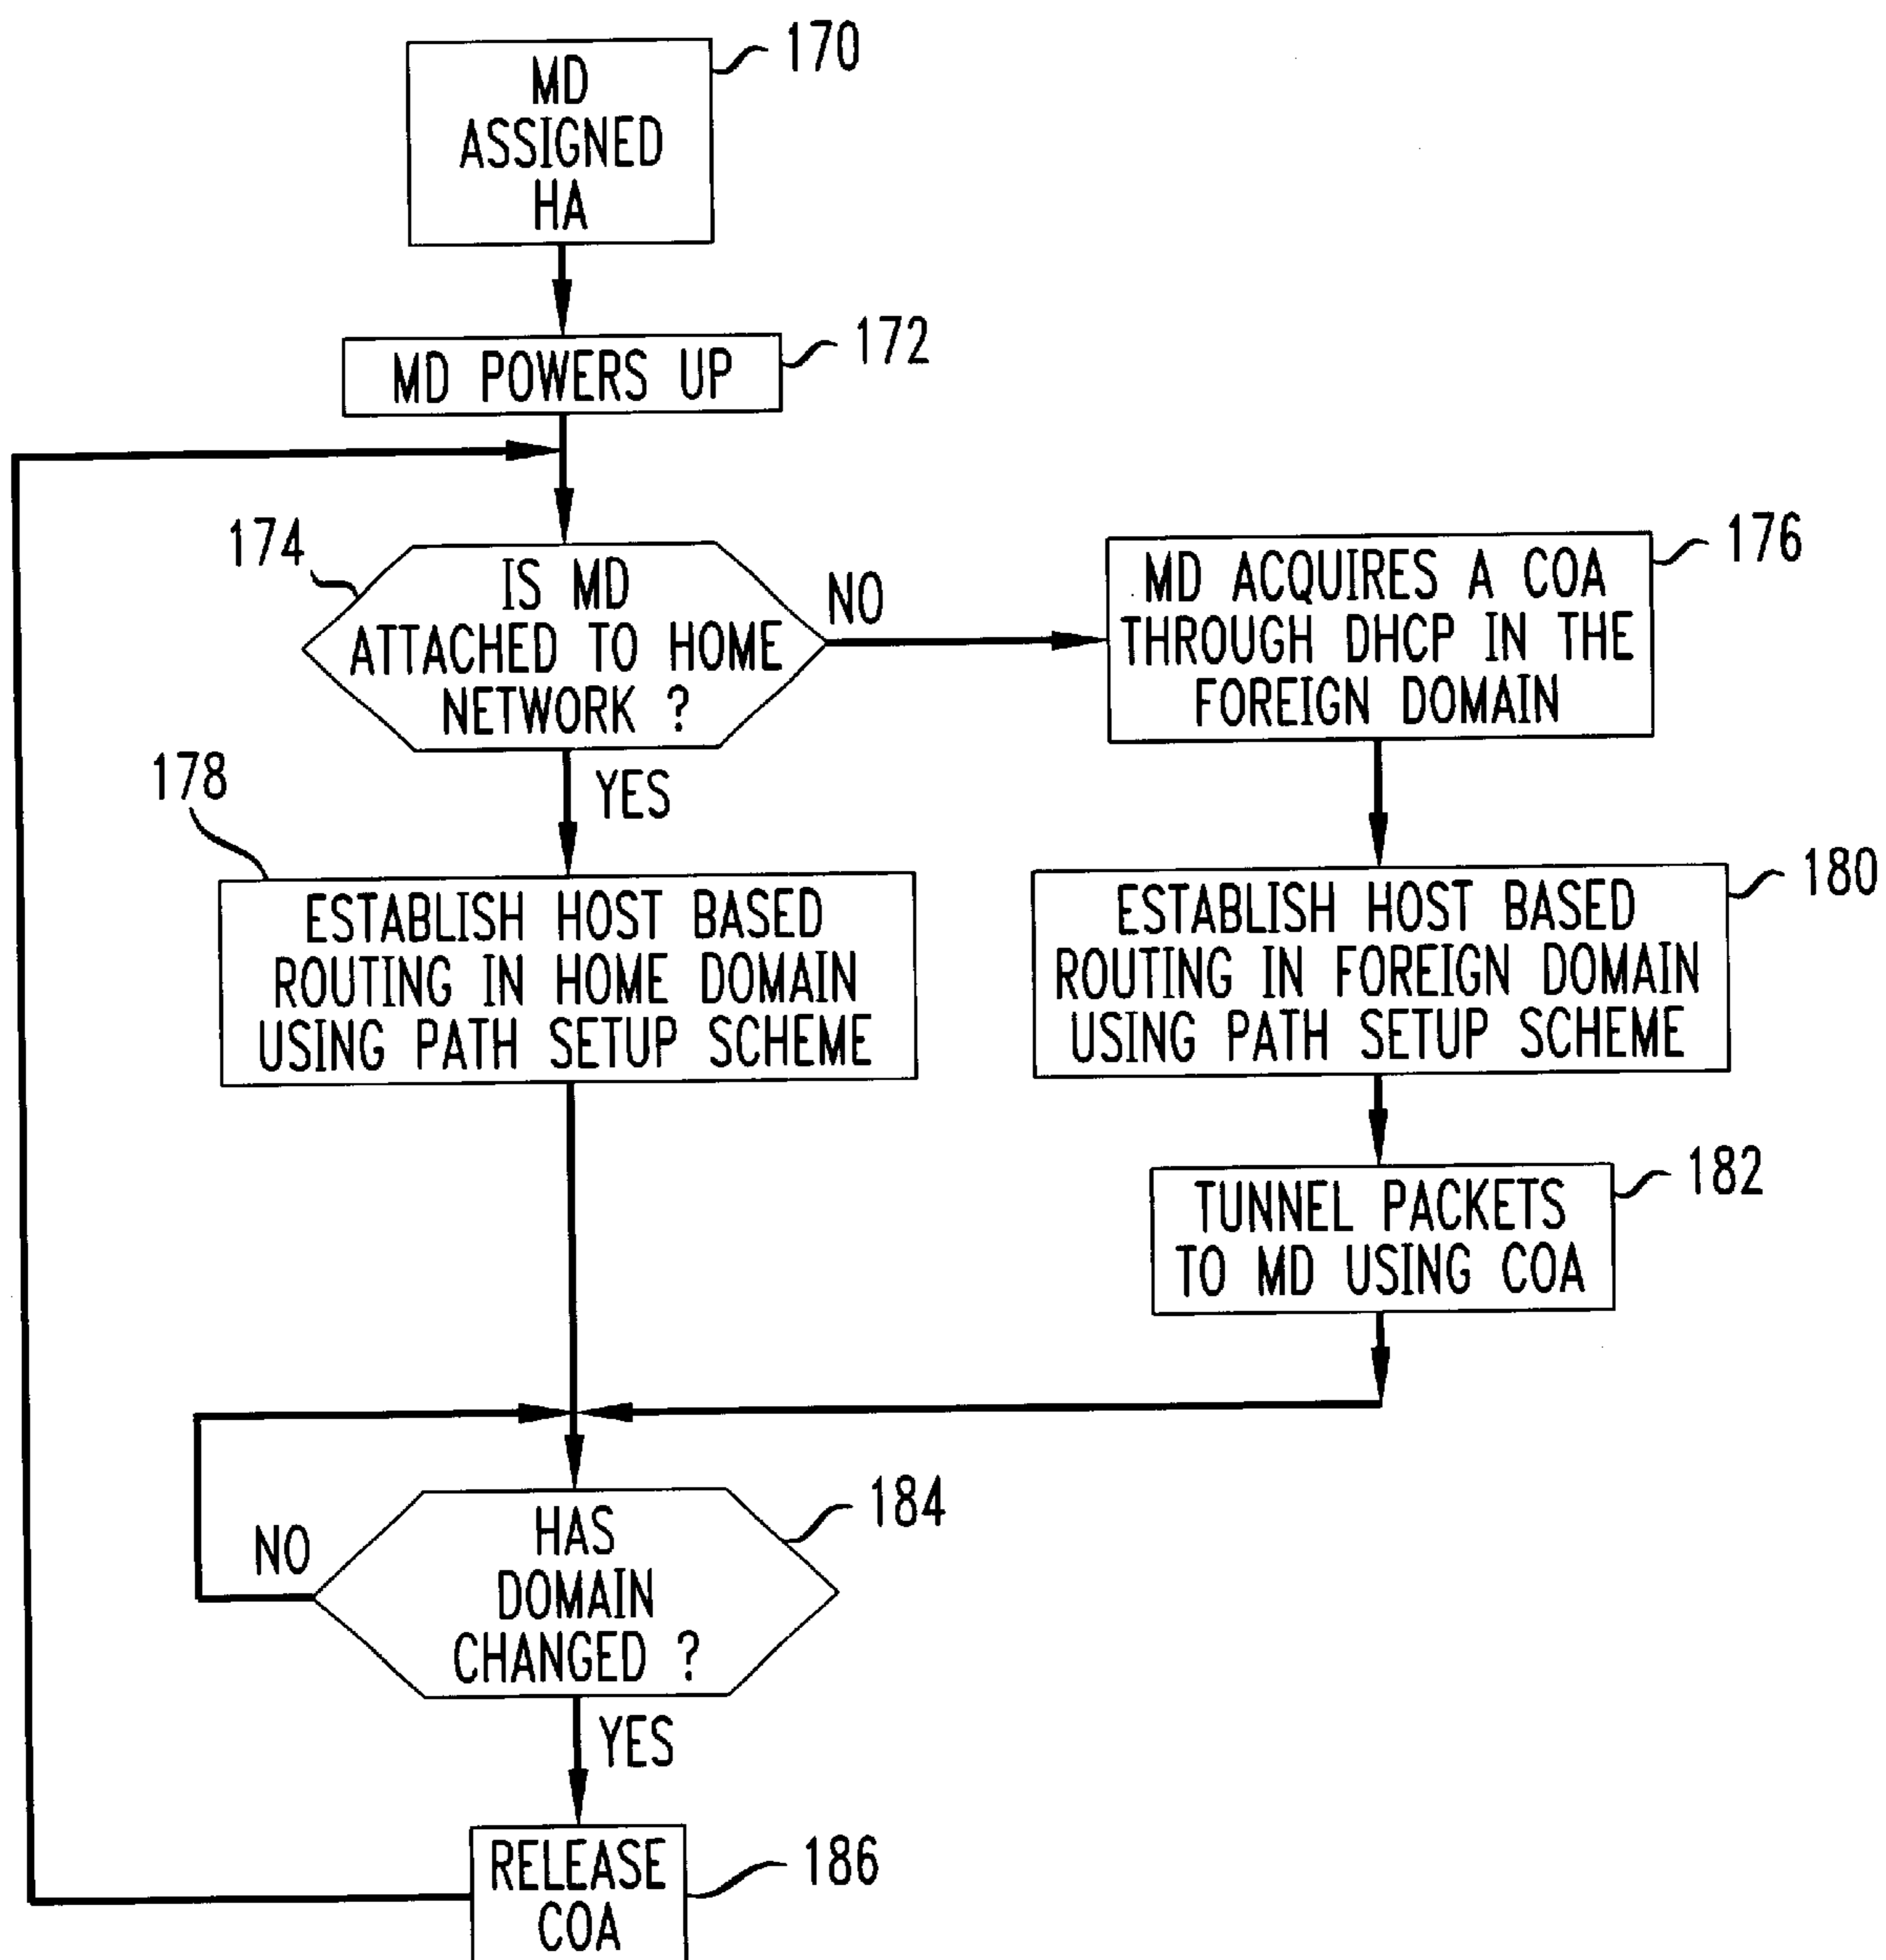 170
MD
ASSIGNED
HA
172
MD POWERS UP
174
IS MD
ATTACHED TO HOME
NETWORK ?
NO
176
MD ACQUIRES A COA
THROUGH DHCP IN THE
FOREIGN DOMAIN
YES
178
ESTABLISH HOST BASED
ROUTING IN HOME DOMAIN
USING PATH SETUP SCHEME
180
ESTABLISH HOST BASED
ROUTING IN FOREIGN DOMAIN
USING PATH SETUP SCHEME
182
TUNNEL PACKETS
TO MD USING COA
184
HAS
DOMAIN
CHANGED ?
NO
YES
186
RELEASE
COA